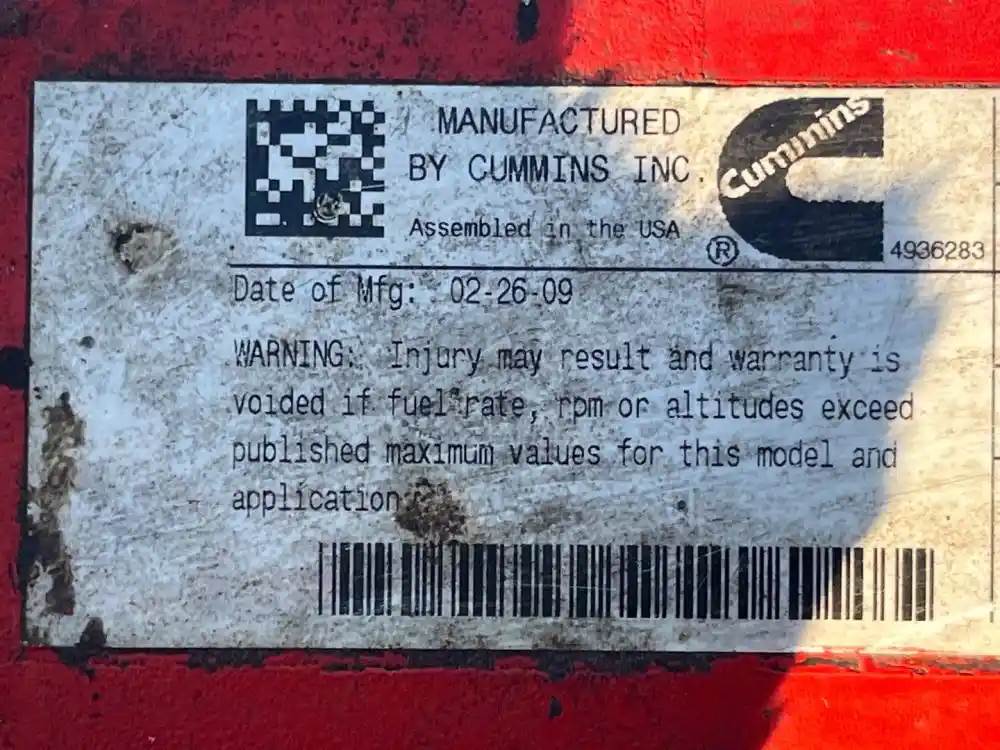 MANUFACTURED
BY CUMMINS INC.
Assembled in the USA
Cummins
®
4936283
Date of Mfg: 02-26-09
WARNING: Injury may result and warranty is
voided if fuel rate, rpm or altitudes exceed
published maximum values for this model and
application